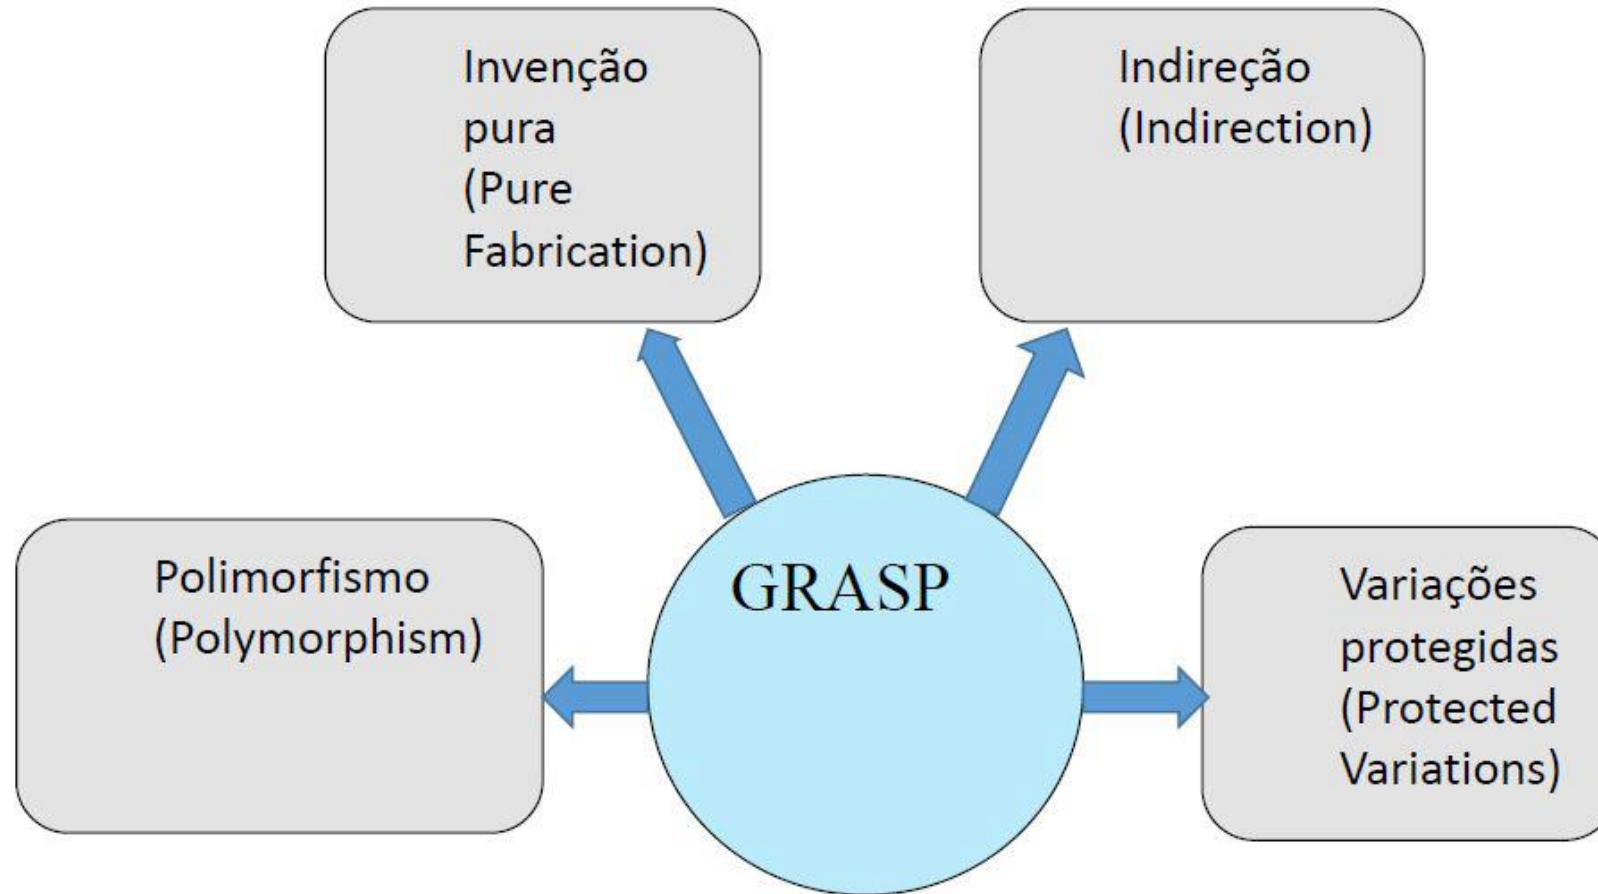 Invenção
pura
(Pure
Fabrication)
Indireção
(Indirection)
Polimorfismo
(Polymorphism)
GRASP
Variações
protegidas
(Protected
Variations)